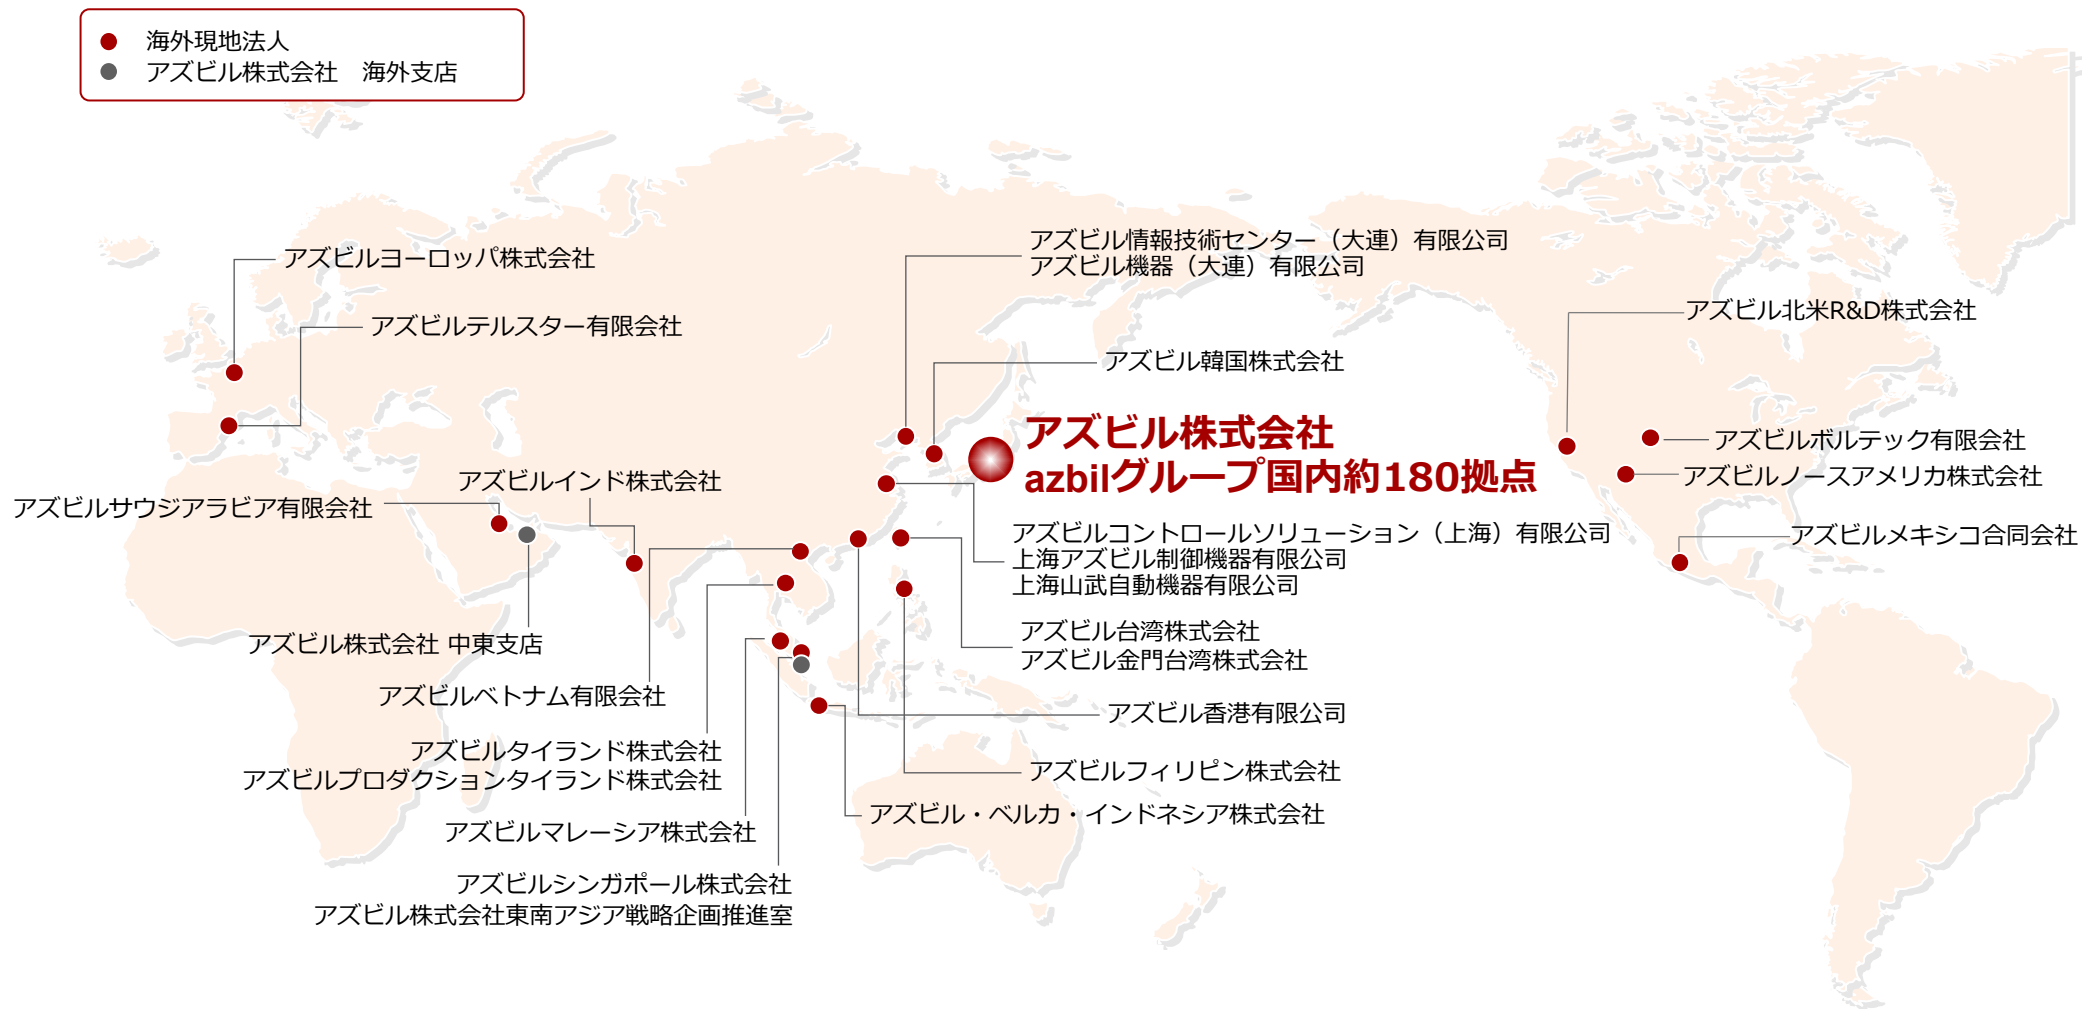 海外現地法人
アズビル株式会社　海外支店
アズビルヨーロッパ株式会社
アズビルテルスター有限会社
アズビル情報技術センター（大連）有限公司
アズビル機器（大連）有限公司
アズビル北米R&D株式会社
アズビル韓国株式会社
アズビル株式会社
azbilグループ国内約180拠点
アズビルボルテック有限会社
アズビルノースアメリカ株式会社
アズビルインド株式会社
アズビルサウジアラビア有限会社
アズビルコントロールソリューション（上海）有限公司
上海アズビル制御機器有限公司
上海山武自動機器有限公司
アズビルメキシコ合同会社
アズビル株式会社 中東支店
アズビル台湾株式会社
アズビル金門台湾株式会社
アズビルベトナム有限会社
アズビル香港有限公司
アズビルタイランド株式会社
アズビルプロダクションタイランド株式会社
アズビルフィリピン株式会社
アズビル・ベルカ・インドネシア株式会社
アズビルマレーシア株式会社
アズビルシンガポール株式会社
アズビル株式会社東南アジア戦略企画推進室